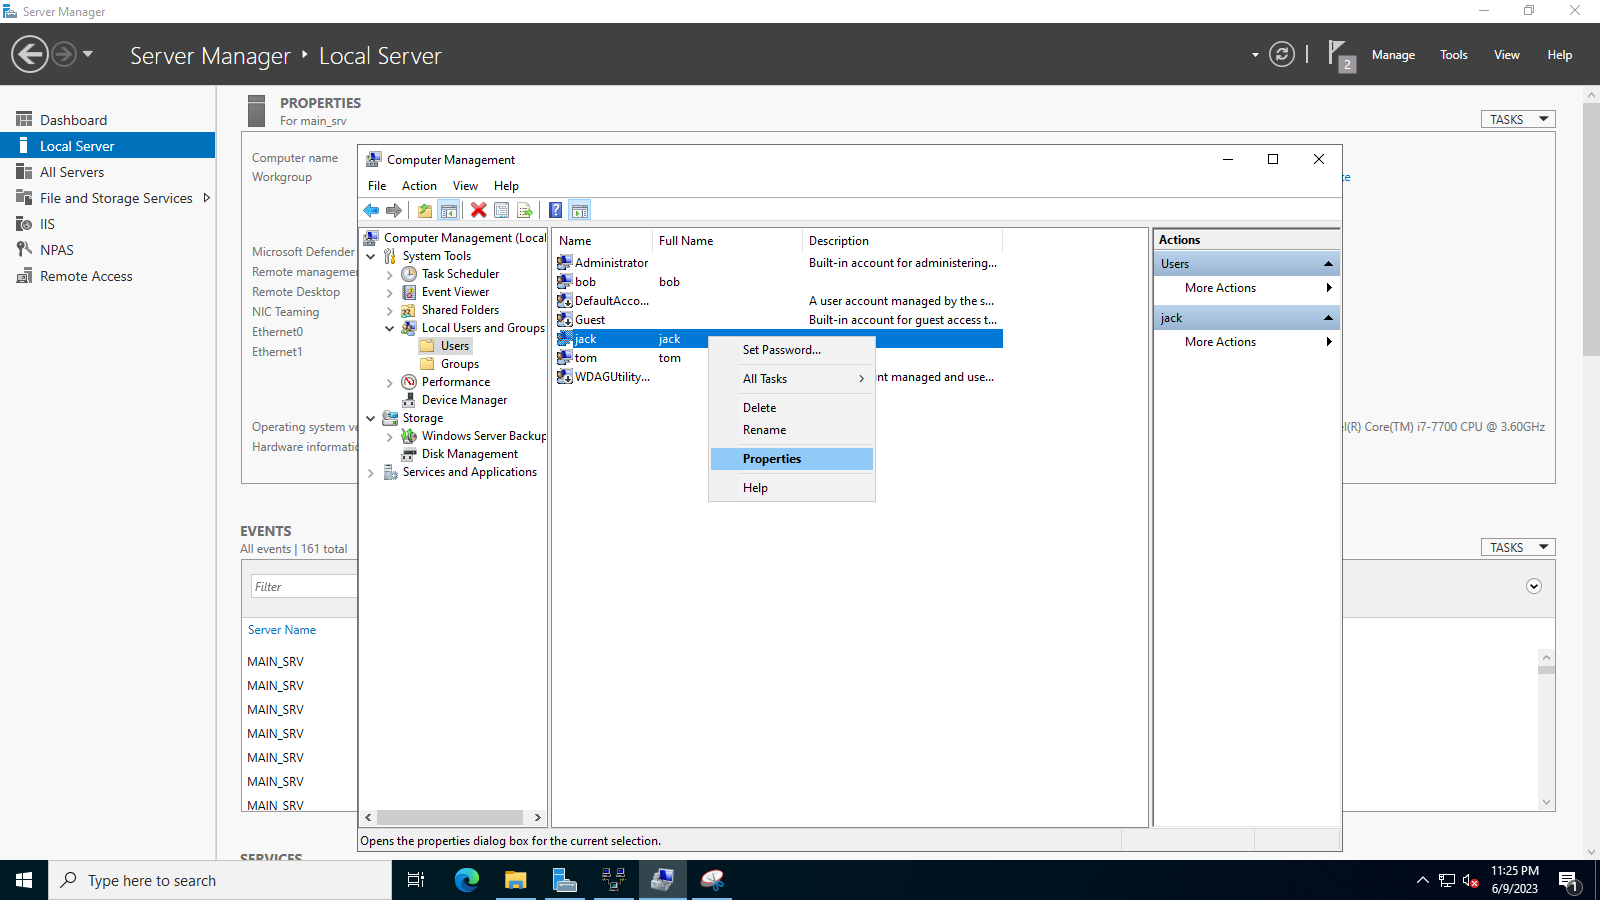 Server Manager
Server Manager ‣ Local Server
2
Manage
Tools
View
Help
Dashboard
Local Server
All Servers
File and Storage Services
IIS
NPAS
Remote Access
PROPERTIES
For main_srv
TASKS
Computer name
Workgroup
Microsoft Defender
Remote managemen
Remote Desktop
NIC Teaming
Ethernet0
Ethernet1
Operating system ve
Hardware informatio
te
el(R) Core(TM) i7-7700 CPU @ 3.60GHz
EVENTS
All events | 161 total
TASKS
Filter
Server Name
MAIN_SRV
MAIN_SRV
MAIN_SRV
MAIN_SRV
MAIN_SRV
MAIN_SRV
MAIN_SRV
SERVICES
Computer Management
File Action View Help
Computer Management (Local
System Tools
Task Scheduler
Event Viewer
Shared Folders
Local Users and Groups
Users
Groups
Performance
Device Manager
Storage
Windows Server Backup
Disk Management
Services and Applications
Name Full Name Description
Administrator Built-in account for administering...
bob bob
DefaultAcco... A user account managed by the s...
Guest Built-in account for guest access t...
jack jack
tom tom
WDAGUtility... nt managed and use...
Set Password...
All Tasks
Delete
Rename
Properties
Help
Actions
Users
More Actions
jack
More Actions
Opens the properties dialog box for the current selection.
Type here to search
11:25 PM
6/9/2023
1